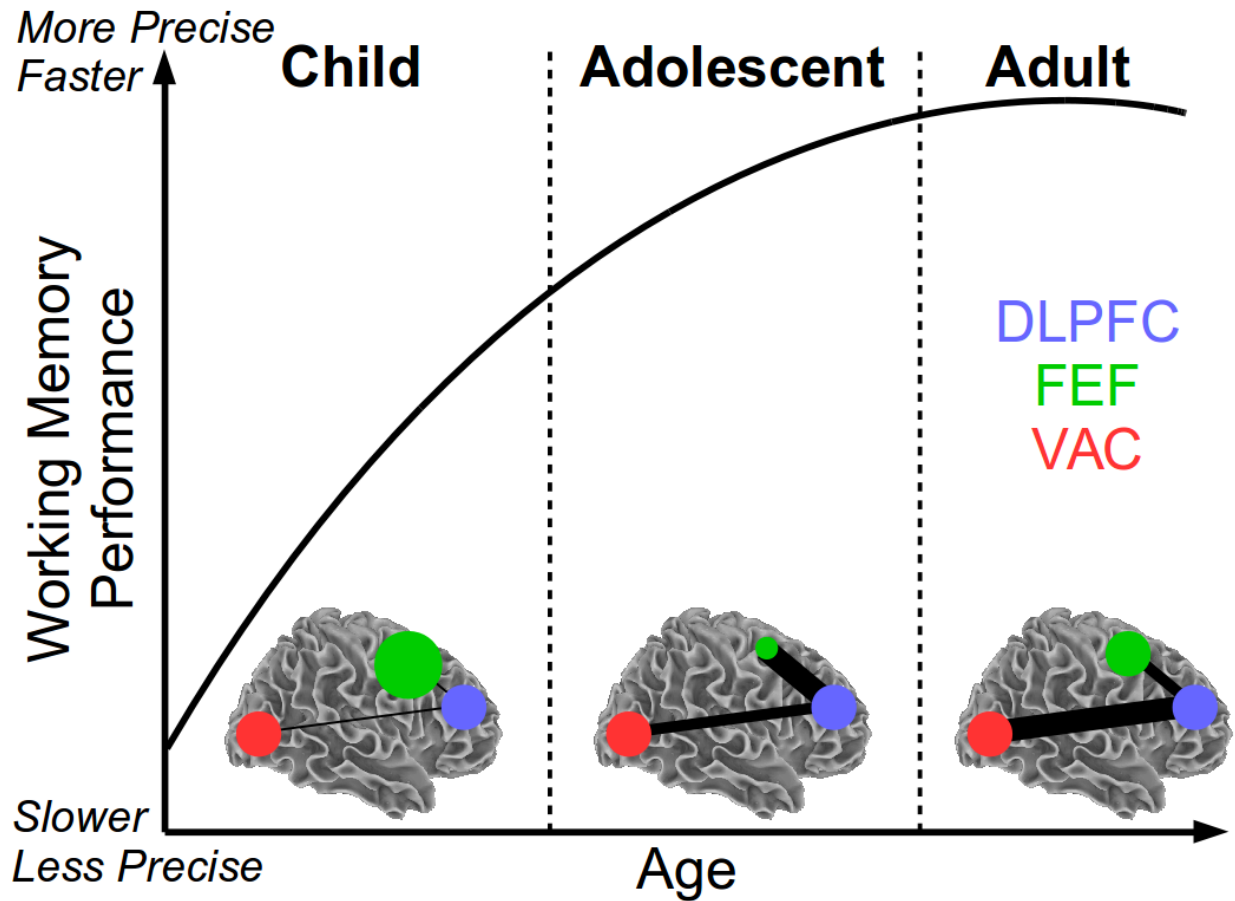 More Precise
Faster
Child
Adolescent
Adult
Working Memory
Performance
DLPFC
FEF
VAC
Slower
Less Precise
Age